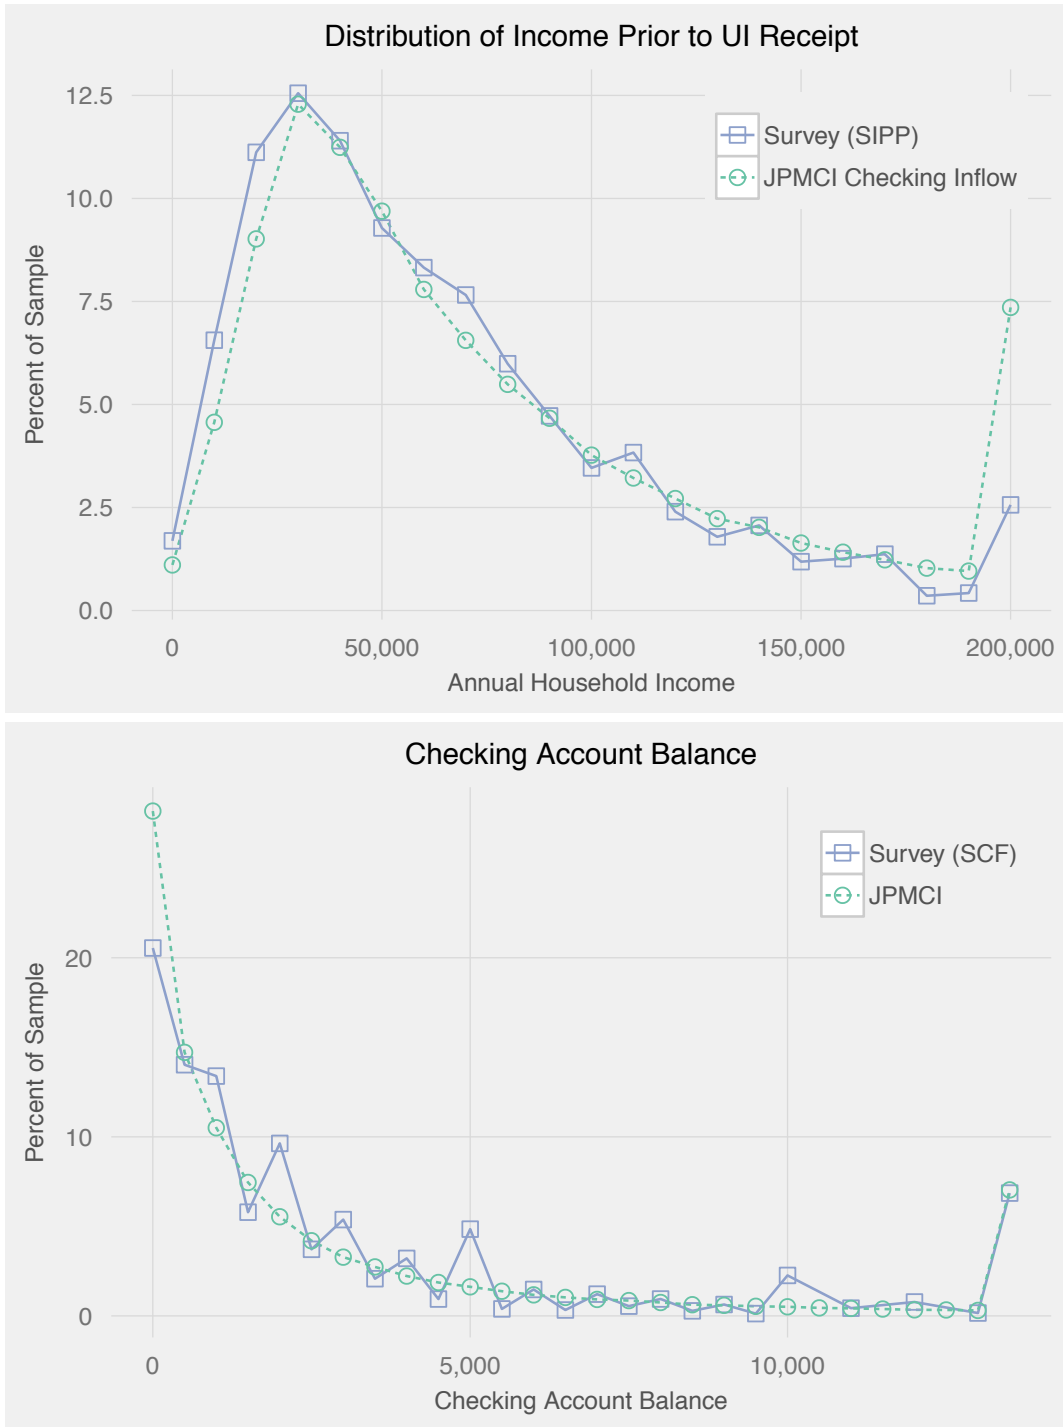 Distribution of Income Prior to UI Receipt
12.5
10.0
7.5
5.0
2.5
0.0
Percent of Sample
Survey (SIPP)
JPMCI Checking Inflow
0 50,000 100,000 150,000 200,000
Annual Household Income
Checking Account Balance
20
10
0
Percent of Sample
Survey (SCF)
JPMCI
0 5,000 10,000
Checking Account Balance